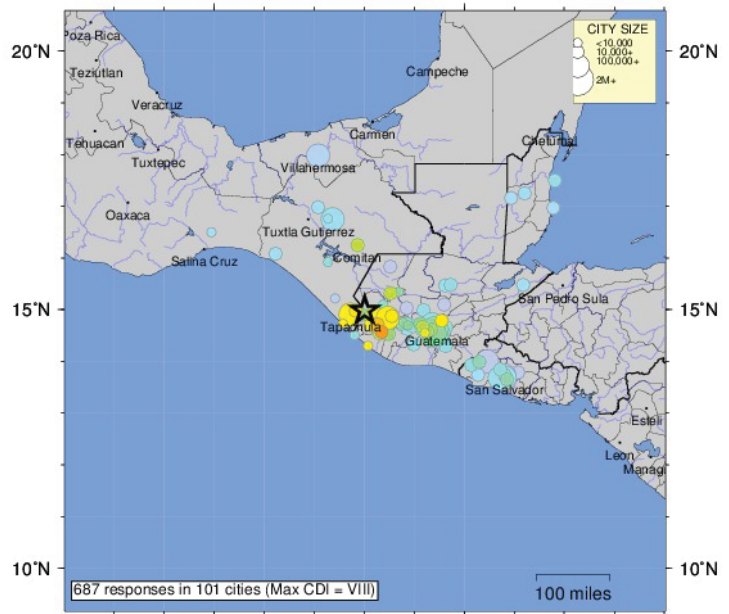 Poza Rica
CITY SIZE
<10,000
10,000+
100,000+
2M+
20˚N
20˚N
Teziutlan
Campeche
Veracruz
Carmen
Tehuacan
Chetumal
Tuxtepec
Villahermosa
Oaxaca
Tuxtla Gutierrez
Salina Cruz
Comitan
San Pedro Sula
15˚N
15˚N
Tapachula
Guatemala
San Salvador
Esteli
Leon
Managu
10˚N
10˚N
687 responses in 101 cities (Max CDI = VIII)
100 miles